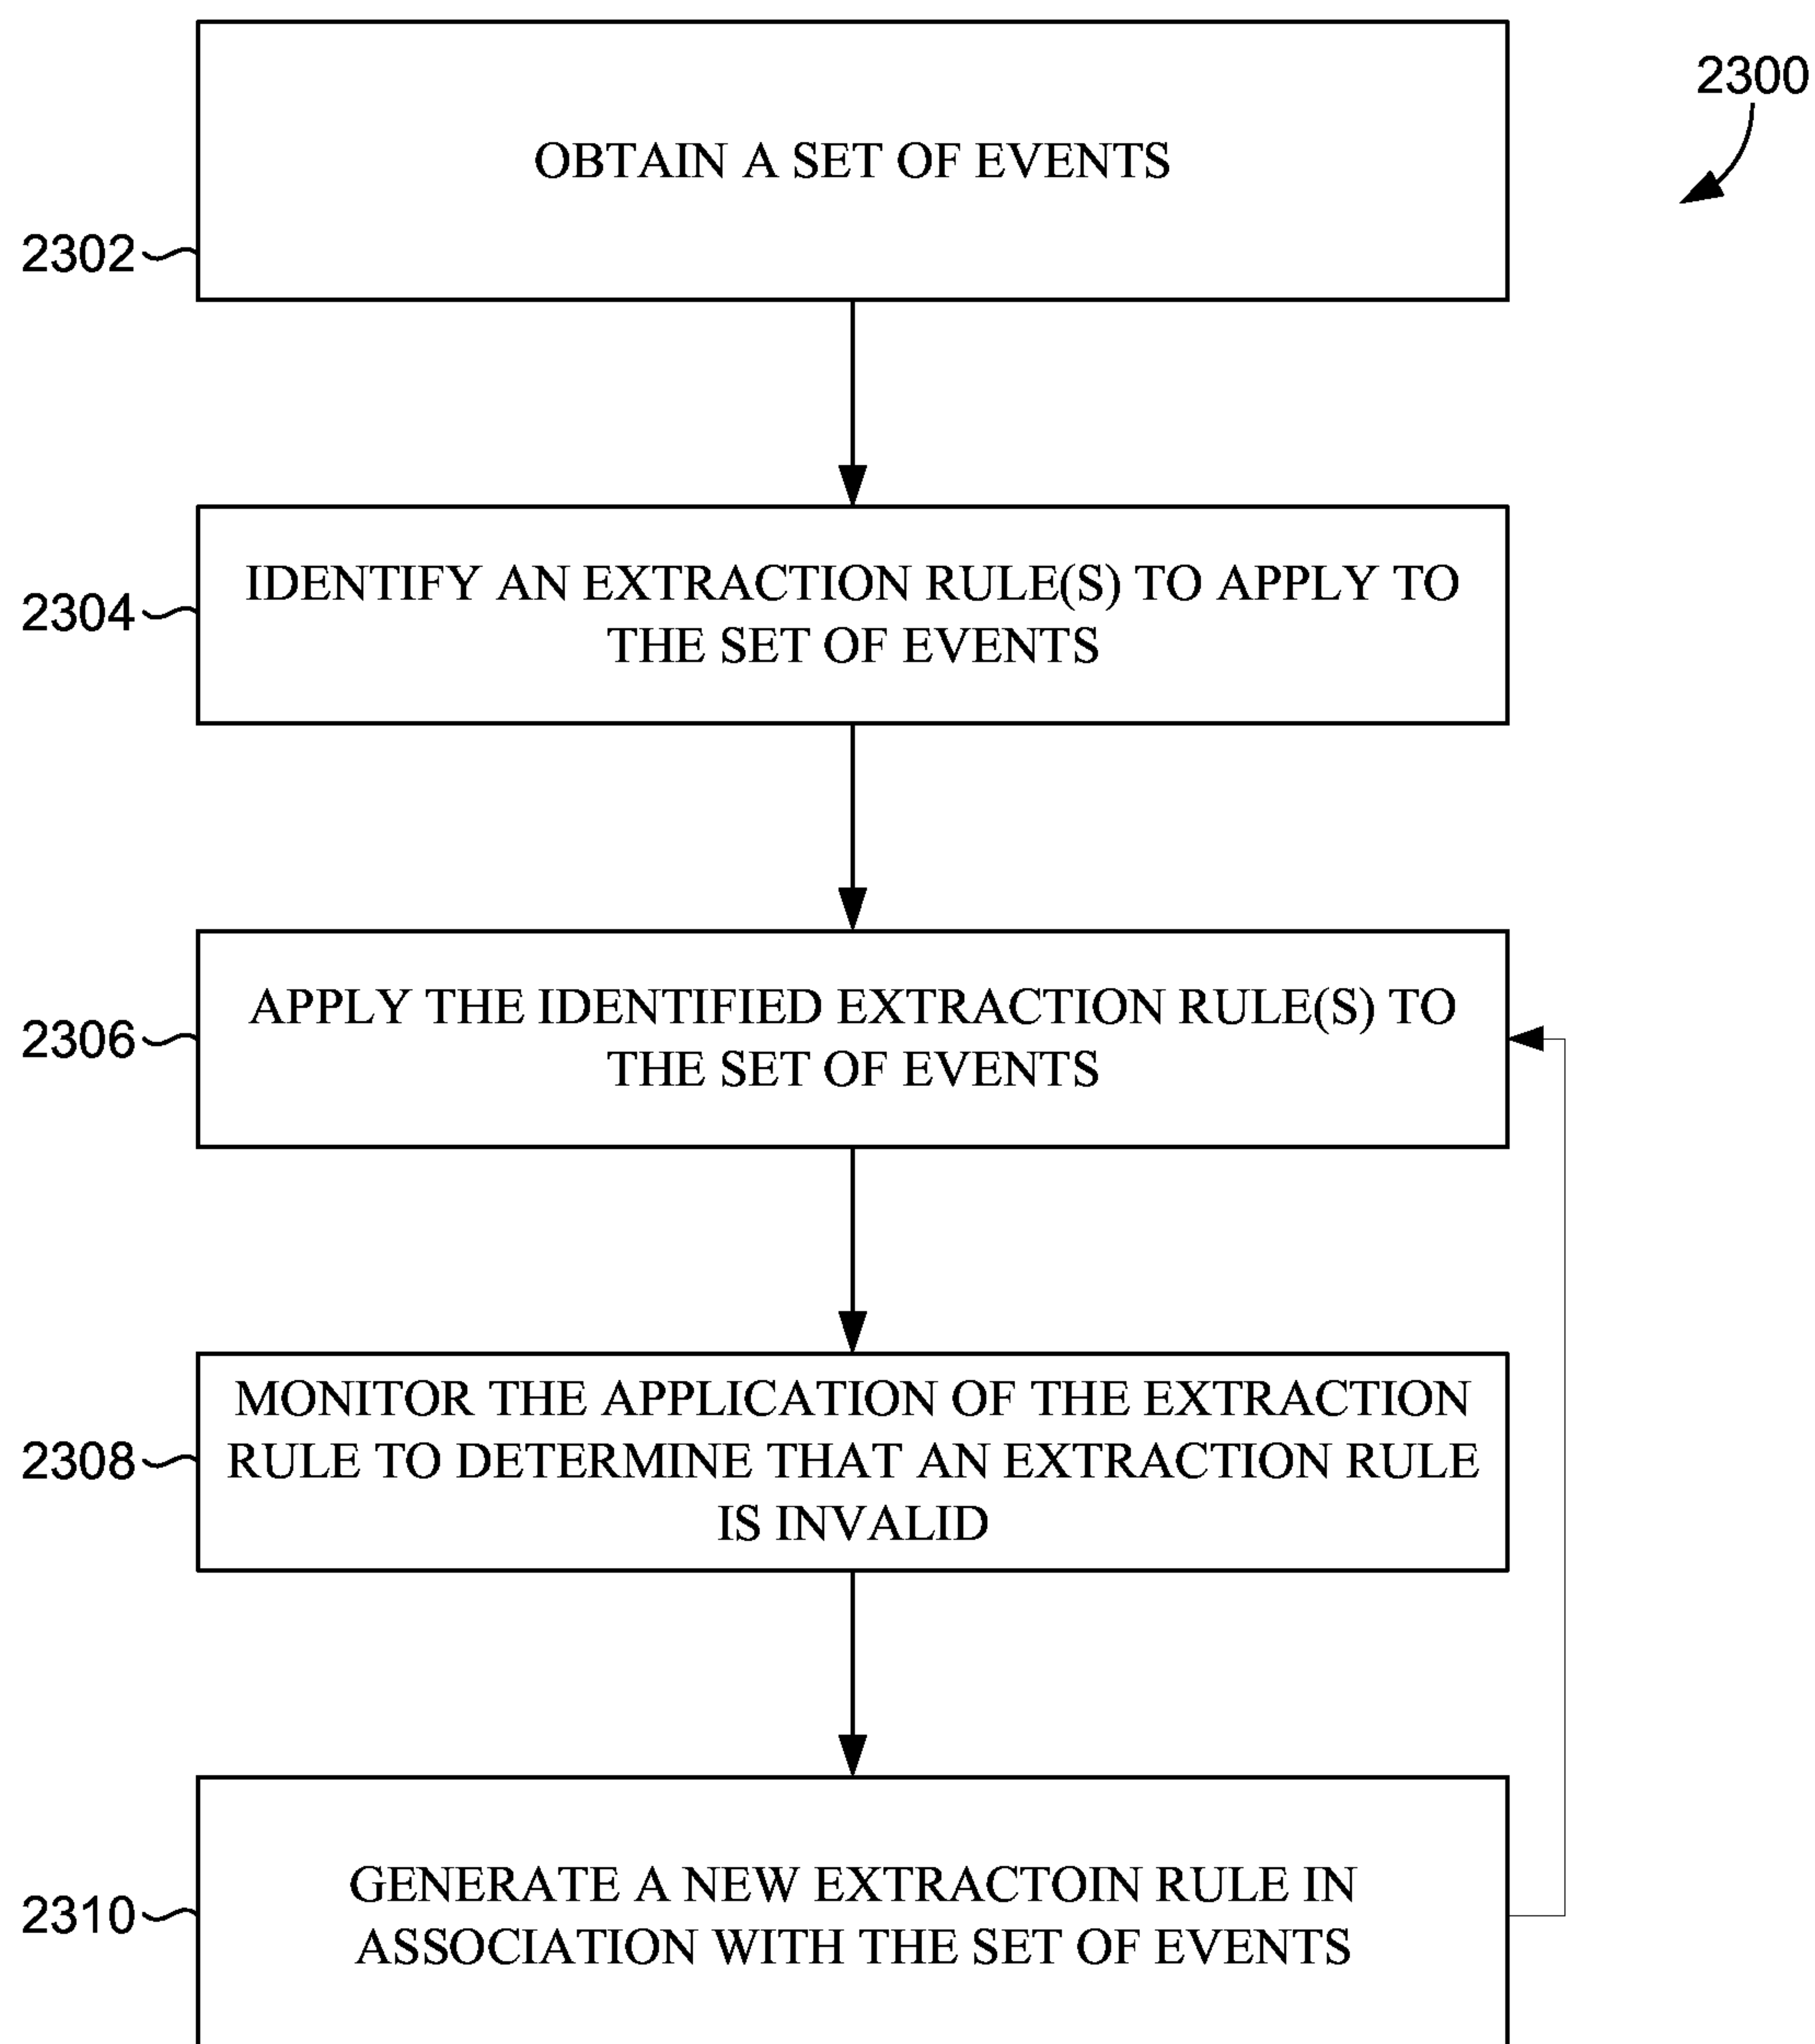 2300
OBTAIN A SET OF EVENTS
2302
IDENTIFY AN EXTRACTION RULE(S) TO APPLY TO
THE SET OF EVENTS
2304
APPLY THE IDENTIFIED EXTRACTION RULE(S) TO
THE SET OF EVENTS
2306
MONITOR THE APPLICATION OF THE EXTRACTION
RULE TO DETERMINE THAT AN EXTRACTION RULE
IS INVALID
2308
GENERATE A NEW EXTRACTOIN RULE IN
ASSOCIATION WITH THE SET OF EVENTS
2310